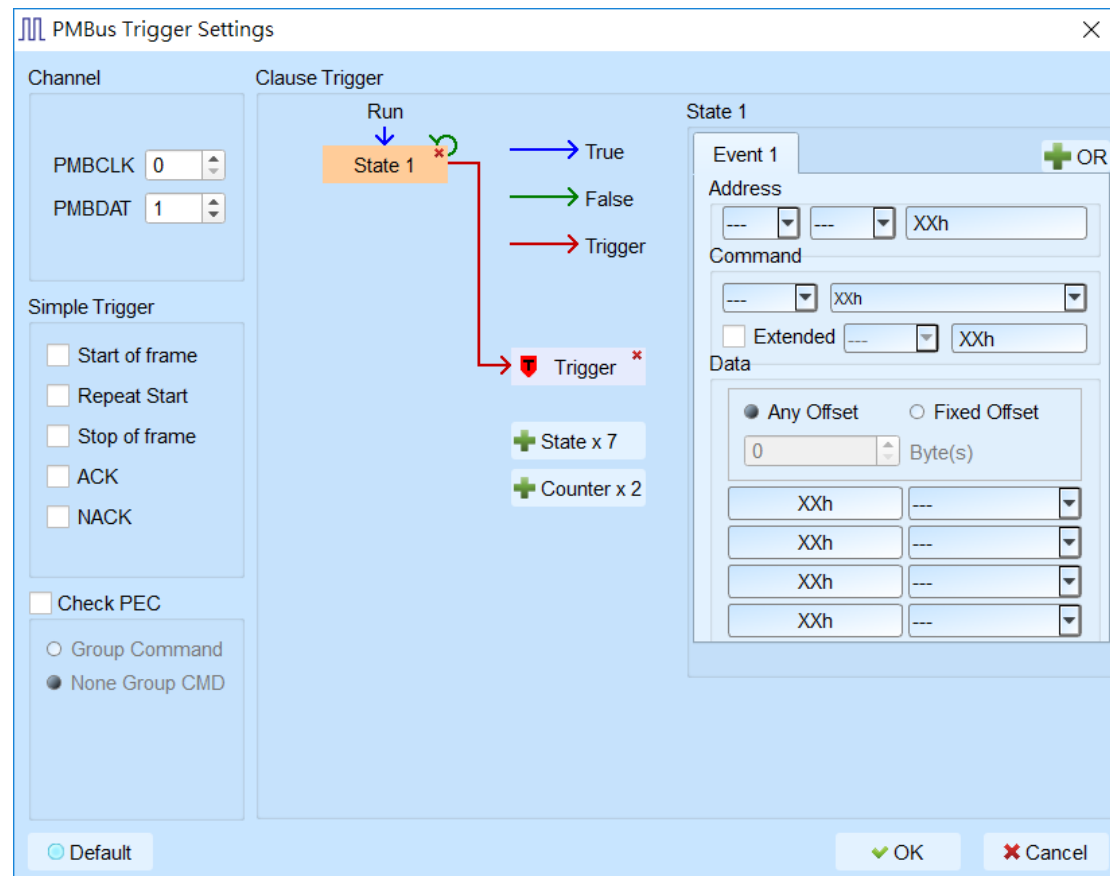 PMBus Trigger Settings
Channel
PMBCLK 0
PMBDAT 1
Simple Trigger
Start of frame
Repeat Start
Stop of frame
ACK
NACK
Check PEC
Group Command
None Group CMD
Clause Trigger
Run
State 1
True
False
Trigger
T Trigger
State x 7
Counter x 2
State 1
Event 1
OR
Address
--- --- XXh
Command
--- XXh
Extended --- XXh
Data
Any Offset Fixed Offset
0 Byte(s)
XXh ---
XXh ---
XXh ---
XXh ---
Default
OK
Cancel